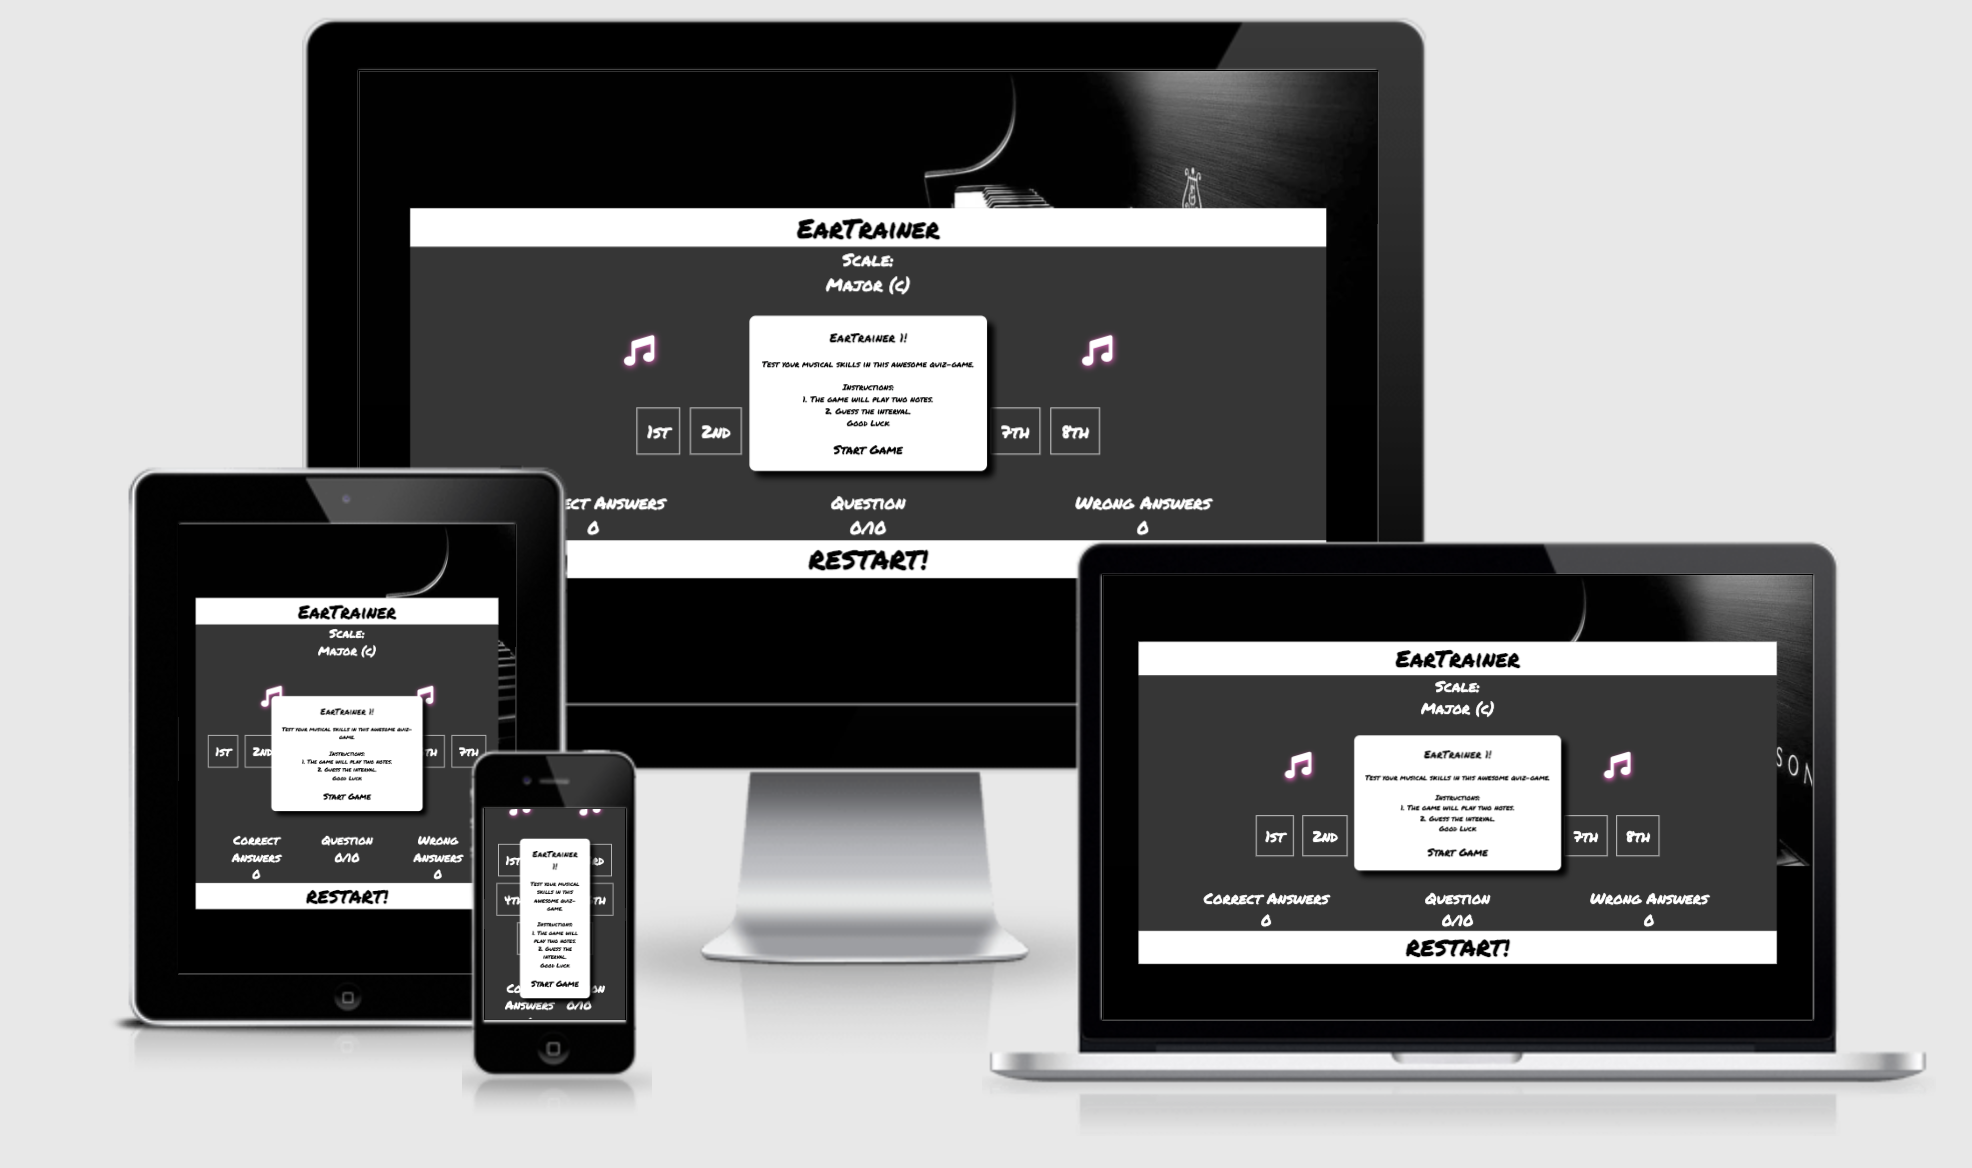 EarTrainer
Scale:
Major (C)
EarTrainer 1!
Test your musical skills in this awesome quiz-game.
Instructions:
1. The game will play two notes.
2. Guess the interval.
Good Luck
Start Game
1st 2nd 7th 8th
ect Answers Question Wrong Answers
0 0/10 0
RESTART!
EarTrainer
Scale:
Major (C)
EarTrainer 1!
Test your musical skills in this awesome quiz-
game.
Instructions:
1. The game will play two notes.
2. Guess the interval.
Good Luck
Start Game
1st 2nd th 7th
Correct Question Wrong
Answers 0/10 Answers
0 0
RESTART!
EarTrainer
1!
Test your musical
skills in this
awesome quiz-
game.
Instructions:
1. The game will
play two notes.
2. Guess the
interval.
Good Luck
Start Game
1st rd
4th th
Co on
Answers 0/10
EarTrainer
Scale:
Major (C)
EarTrainer 1!
Test your musical skills in this awesome quiz-game.
Instructions:
1. The game will play two notes.
2. Guess the interval.
Good Luck
Start Game
SON
1st 2nd 7th 8th
Correct Answers Question Wrong Answers
0 0/10 0
RESTART!